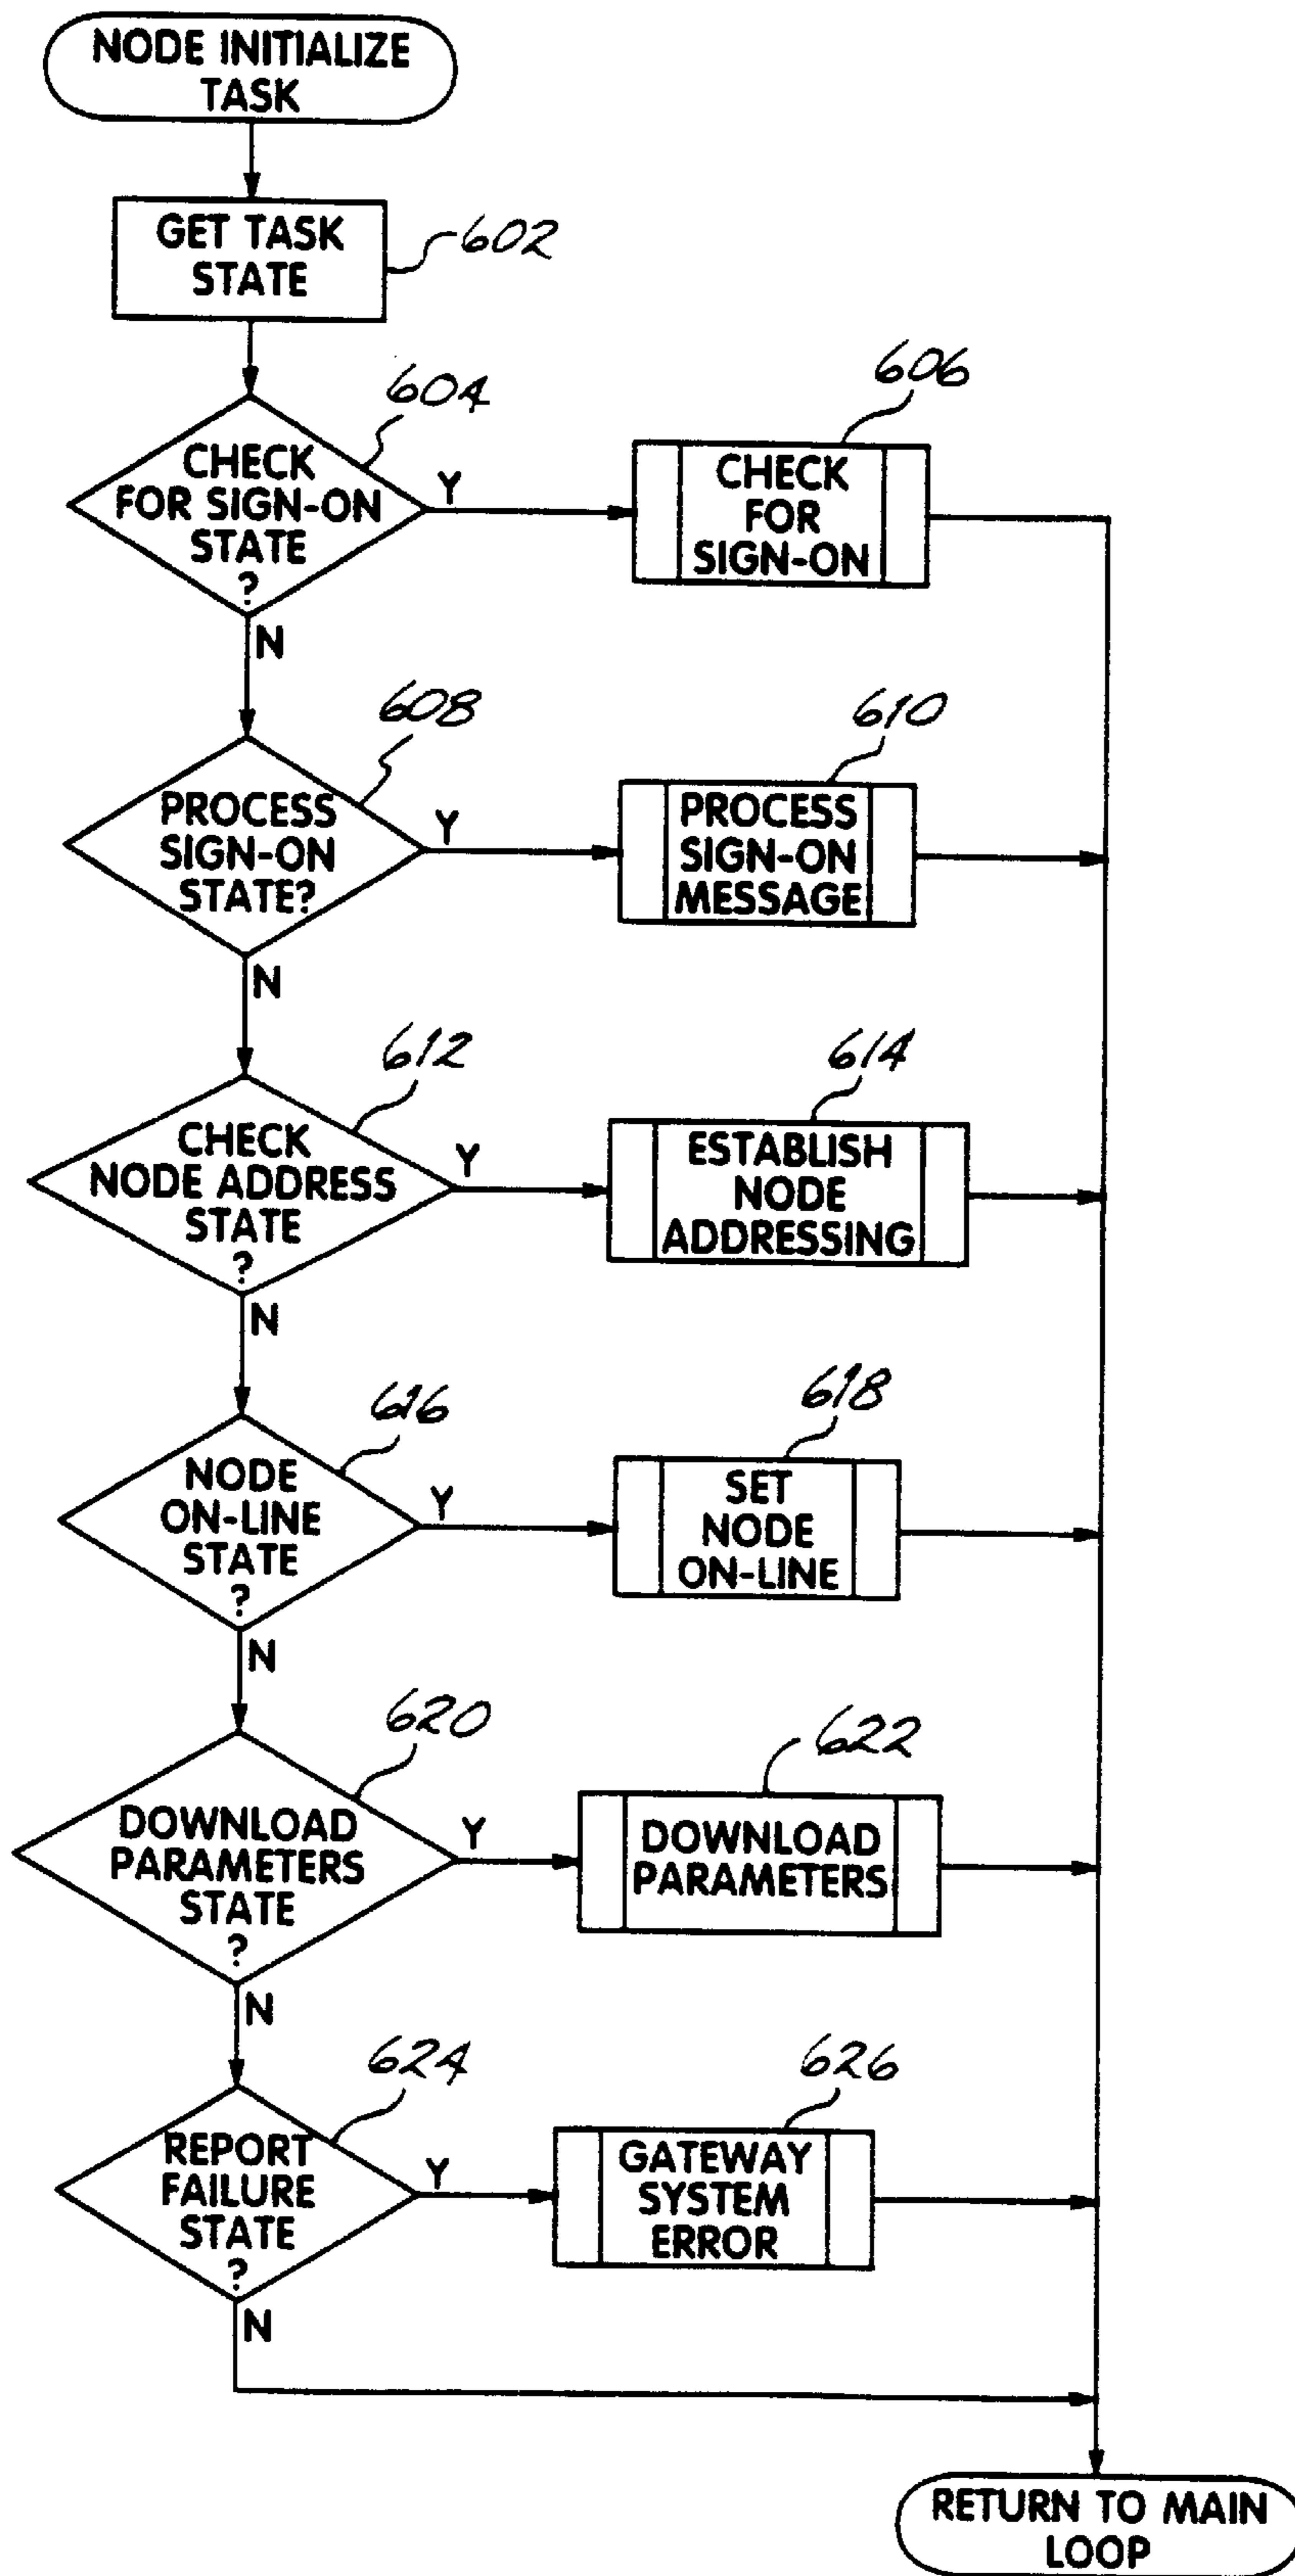 NODE INITIALIZE
TASK
GET TASK
STATE
602
604
CHECK
FOR SIGN-ON
STATE
?
Y
N
606
CHECK
FOR
SIGN-ON
608
PROCESS
SIGN-ON
STATE?
Y
N
610
PROCESS
SIGN-ON
MESSAGE
612
CHECK
NODE ADDRESS
STATE
?
Y
N
614
ESTABLISH
NODE
ADDRESSING
616
NODE
ON-LINE
STATE
?
Y
N
618
SET
NODE
ON-LINE
620
DOWNLOAD
PARAMETERS
STATE
?
Y
N
622
DOWNLOAD
PARAMETERS
624
REPORT
FAILURE
STATE
?
Y
N
626
GATEWAY
SYSTEM
ERROR
RETURN TO MAIN
LOOP